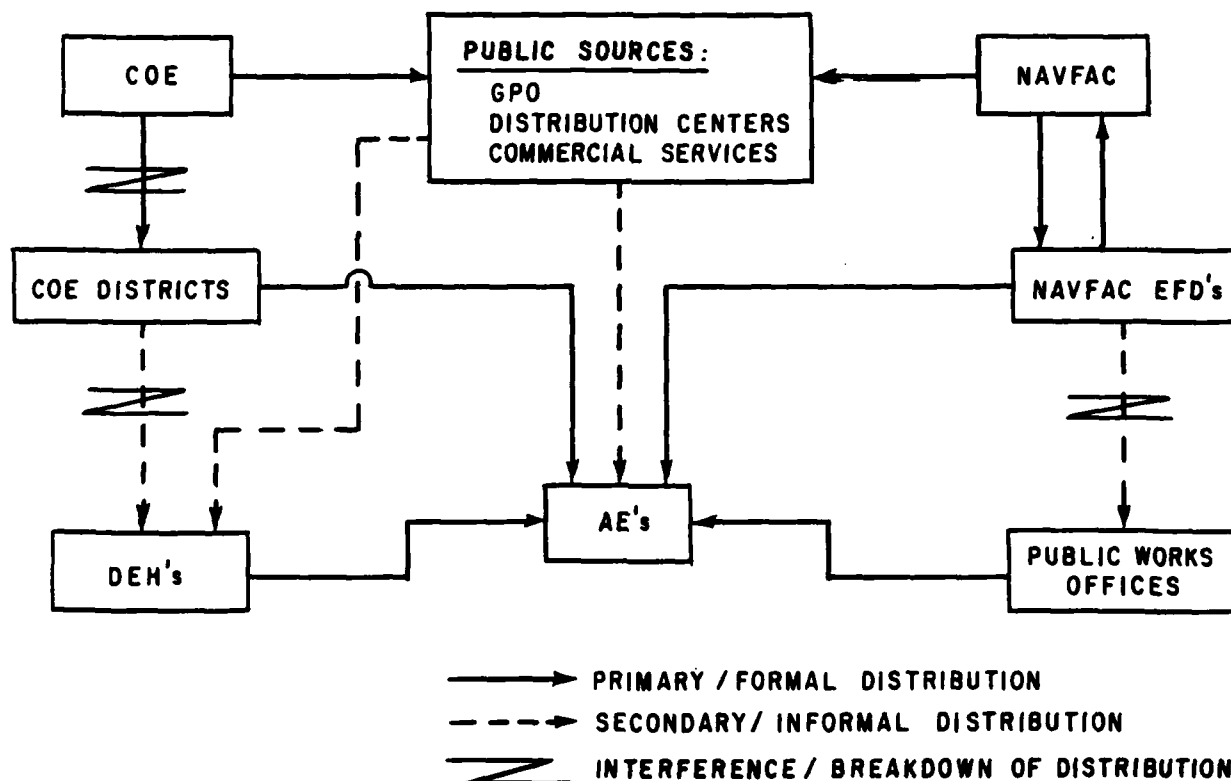 COE
PUBLIC SOURCES:
GPO
DISTRIBUTION CENTERS
COMMERCIAL SERVICES
NAVFAC
COE DISTRICTS
NAVFAC EFD's
DEH's
AE's
PUBLIC WORKS
OFFICES
PRIMARY / FORMAL DISTRIBUTION
SECONDARY / INFORMAL DISTRIBUTION
INTERFERENCE / BREAKDOWN OF DISTRIBUTION